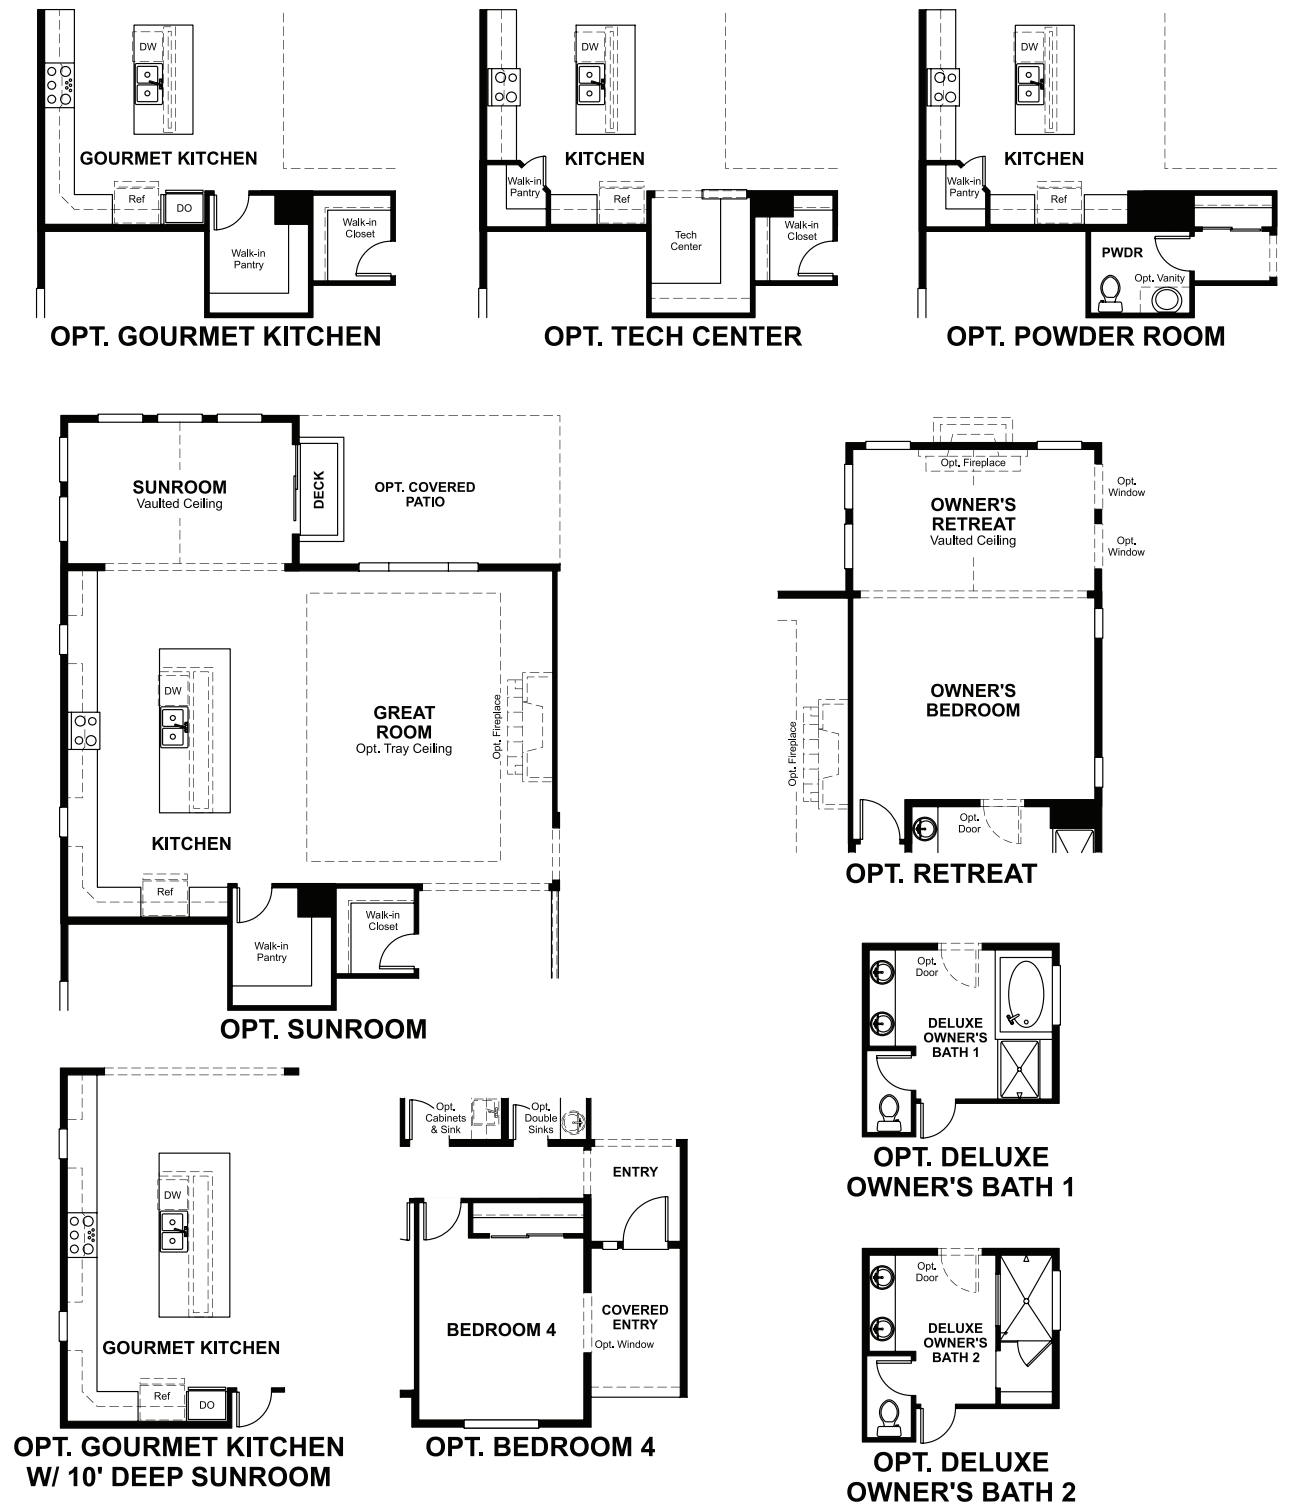 DW
GOURMET KITCHEN
Ref
DO
Walk-in
Pantry
Walk-in
Closet
OPT. GOURMET KITCHEN
DW
KITCHEN
Walk-in
Pantry
Ref
Tech
Center
Walk-in
Closet
OPT. TECH CENTER
DW
KITCHEN
Walk-in
Pantry
Ref
PWDR
Opt. Vanity
OPT. POWDER ROOM
SUNROOM
Vaulted Ceiling
DECK
OPT. COVERED
PATIO
DW
GREAT
ROOM
Opt. Tray Ceiling
Opt. Fireplace
KITCHEN
Ref
Walk-in
Pantry
Walk-in
Closet
OPT. SUNROOM
Opt. Fireplace
OWNER'S
RETREAT
Vaulted Ceiling
Opt.
Window
Opt.
Window
OWNER'S
BEDROOM
Opt. Fireplace
Opt.
Door
OPT. RETREAT
Opt.
Door
DELUXE
OWNER'S
BATH 1
OPT. DELUXE
OWNER'S BATH 1
DW
GOURMET KITCHEN
Ref
DO
OPT. GOURMET KITCHEN
W/ 10' DEEP SUNROOM
Opt.
Cabinets
& Sink
Opt.
Double
Sinks
ENTRY
BEDROOM 4
COVERED
ENTRY
Opt. Window
OPT. BEDROOM 4
Opt.
Door
DELUXE
OWNER'S
BATH 2
OPT. DELUXE
OWNER'S BATH 2